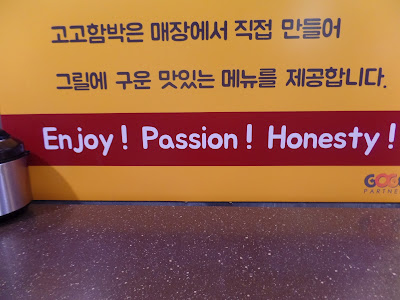 고고함박은 매장에서 직접 만들어
그릴에 구운 맛있는 메뉴를 제공합니다.
Enjoy! Passion! Honesty!